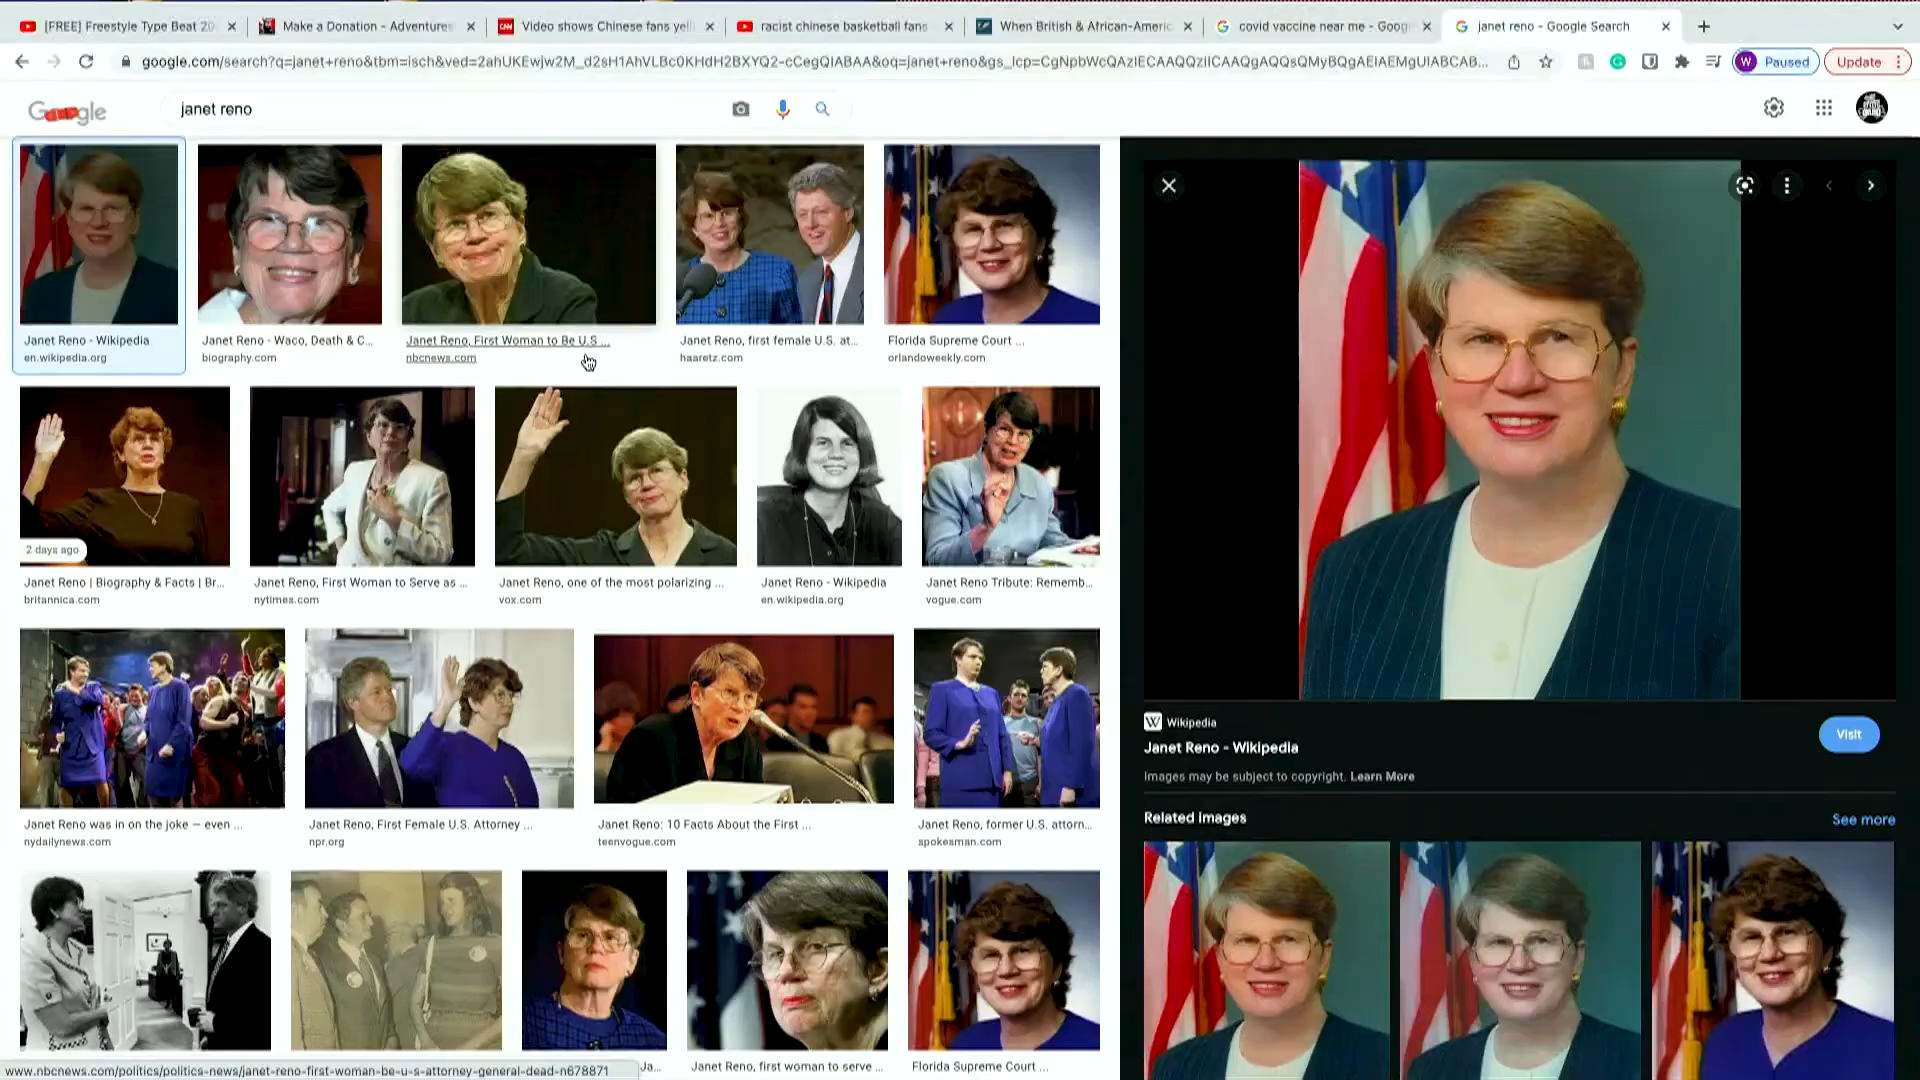 [FREE] Freestyle Type Beat 20
Make a Donation - Adventures
CNN
Video shows Chinese fans yell
racist chinese basketball fans
When British & African-Americ
covid vaccine near me - Goog
janet reno - Google Search
google.com/search?q=janet+reno&tbm=isch&ved=2ahUKEwjw2M_d2sH1AhVLBc0KHdH2BXYQ2-cCegQIABAA&oq=janet+reno&gs_lcp=CgNpbWcQAzIECAAQQzIICAAQgAQQsQMyBQgAEIAEMgUIABCAB...
W
Paused
Update
Google
janet reno
Janet Reno - Wikipedia
en.wikipedia.org
Janet Reno - Waco, Death & C...
biography.com
Janet Reno, First Woman to Be U.S ...
nbcnews.com
Janet Reno, first female U.S. at...
haaretz.com
Florida Supreme Court ...
orlandoweekly.com
2 days ago
Janet Reno | Biography & Facts | Br...
britannica.com
Janet Reno, First Woman to Serve as ...
nytimes.com
Janet Reno, one of the most polarizing ...
vox.com
Janet Reno - Wikipedia
en.wikipedia.org
Janet Reno Tribute: Rememb...
vogue.com
Janet Reno was in on the joke — even ...
nydailynews.com
Janet Reno, First Female U.S. Attorney ...
npr.org
Janet Reno: 10 Facts About the First ...
teenvogue.com
Janet Reno, former U.S. attorn...
spokesman.com
Ja...
Janet Reno, first woman to serve ...
Florida Supreme Court ...
www.nbcnews.com/politics/politics-news/janet-reno-first-woman-be-u-s-attorney-general-dead-n678871
W Wikipedia
Janet Reno - Wikipedia
Visit
Images may be subject to copyright. Learn More
Related images
See more